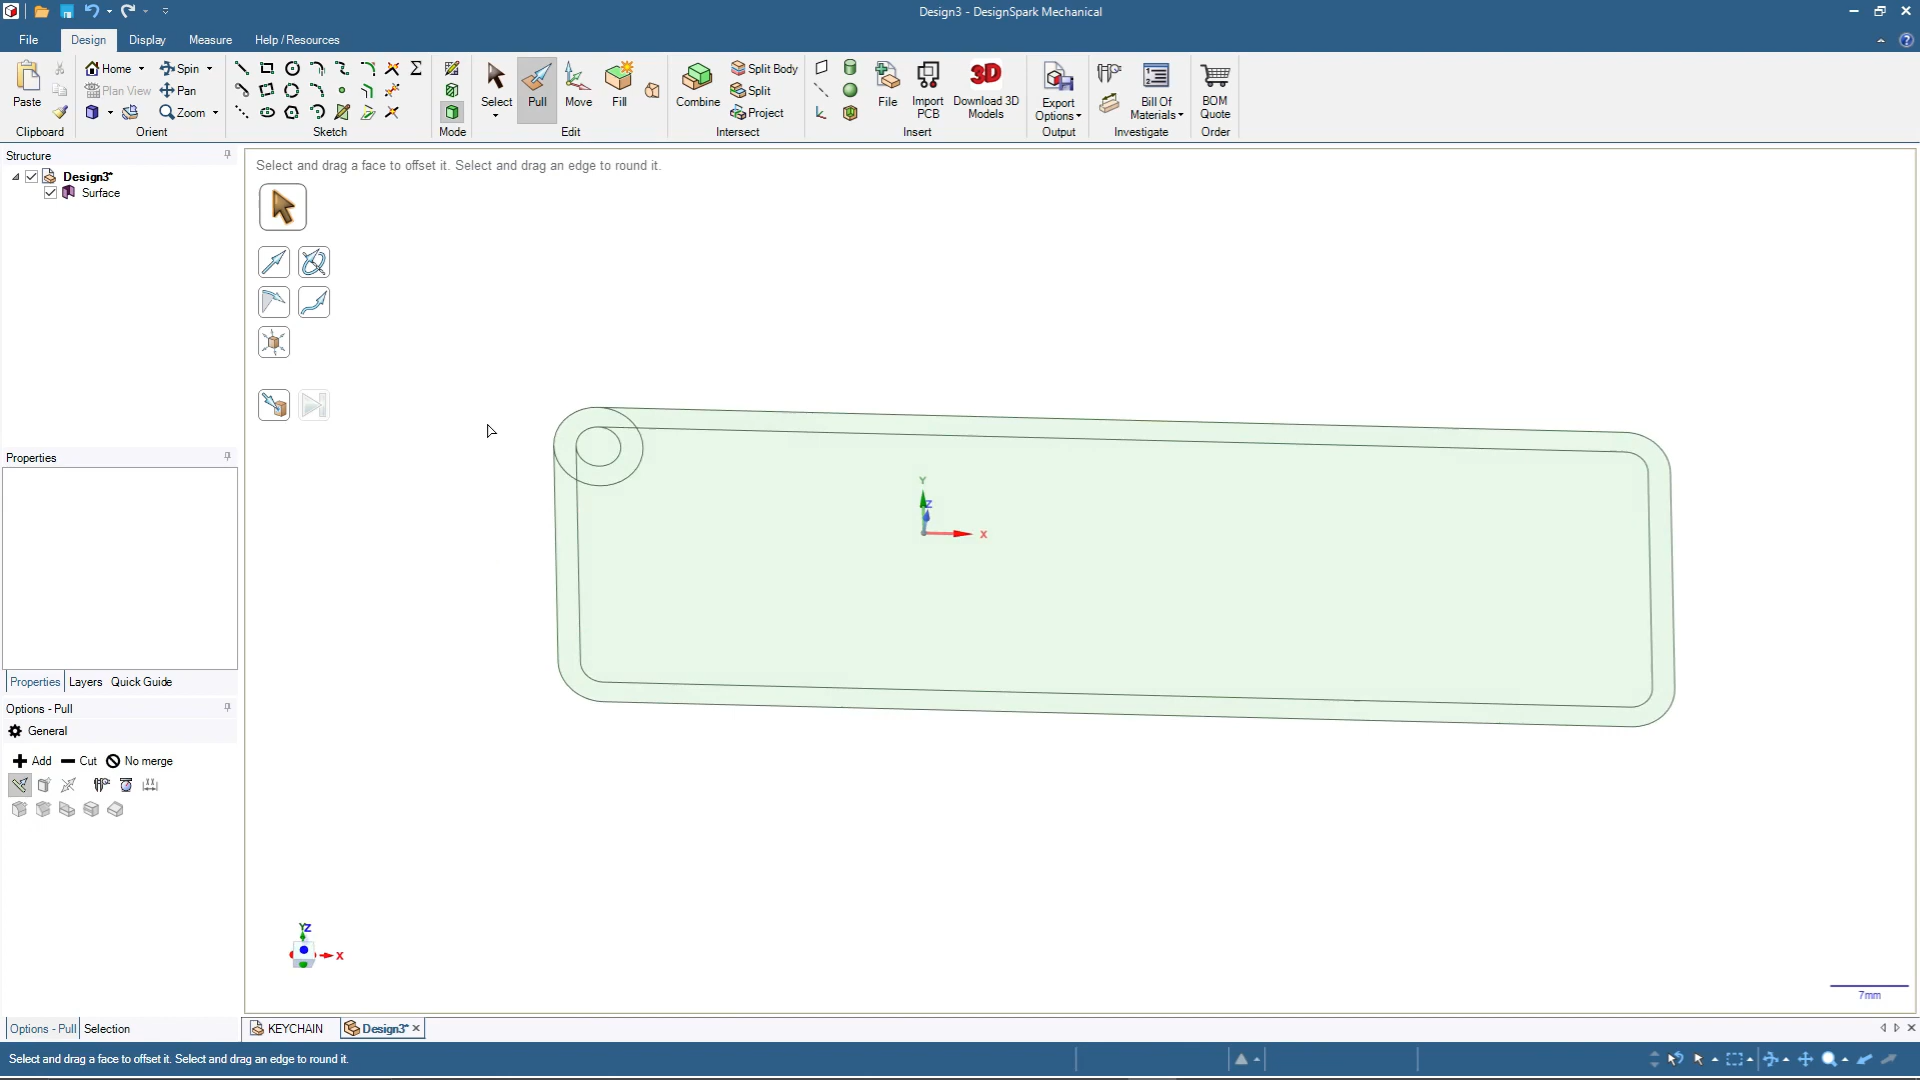 Design3 - DesignSpark Mechanical
File
Design
Display
Measure
Help / Resources
Paste
Clipboard
Home
Plan View
Spin
Pan
Zoom
Orient
Sketch
Mode
Select
Pull
Move
Fill
Edit
Combine
Split Body
Split
Project
Intersect
File
Import PCB
Download 3D Models
Insert
Export Options
Output
Bill Of Materials
Investigate
BOM Quote
Order
3D
Structure
Design3*
Surface
Select and drag a face to offset it. Select and drag an edge to round it.
Properties
Properties
Layers
Quick Guide
Options - Pull
General
Add
Cut
No merge
Y
Z
X
Y
Z
X
7mm
Options - Pull
Selection
KEYCHAIN
Design3*
Select and drag a face to offset it. Select and drag an edge to round it.